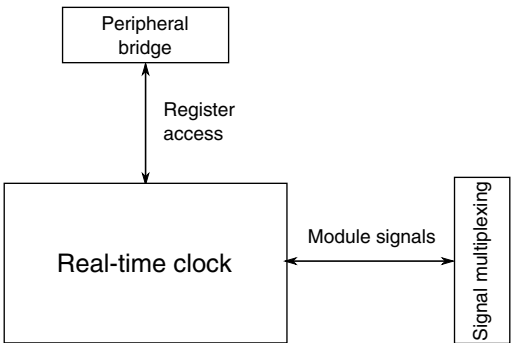 Peripheral
bridge
Register
access
Real-time clock
Module signals
Signal multiplexing